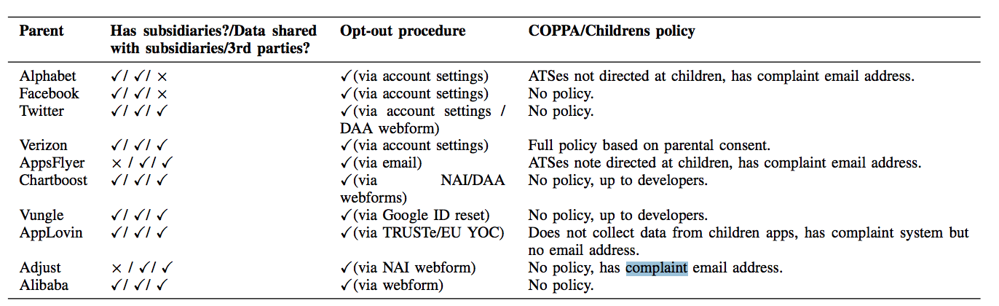 Parent Has subsidiaries?/Data shared Opt-out procedure COPPA/Childrens policy
with subsidiaries/3rd parties?
Alphabet ✓/ ✓/ × ✓(via account settings) ATSes not directed at children, has complaint email address.
Facebook ✓/ ✓/ × ✓(via account settings) No policy.
Twitter ✓/ ✓/ ✓ ✓(via account settings / No policy.
DAA webform)
Verizon ✓/ ✓/ ✓ ✓(via account settings) Full policy based on parental consent.
AppsFlyer × / ✓/ ✓ ✓(via email) ATSes note directed at children, has complaint email address.
Chartboost ✓/ ✓/ ✓ ✓(via NAI/DAA No policy, up to developers.
webforms)
Vungle ✓/ ✓/ ✓ ✓(via Google ID reset) No policy, up to developers.
AppLovin ✓/ ✓/ ✓ ✓(via TRUSTe/EU YOC) Does not collect data from children apps, has complaint system but
no email address.
Adjust × / ✓/ ✓ ✓(via NAI webform) No policy, has complaint email address.
Alibaba ✓/ ✓/ ✓ ✓(via webform) No policy.